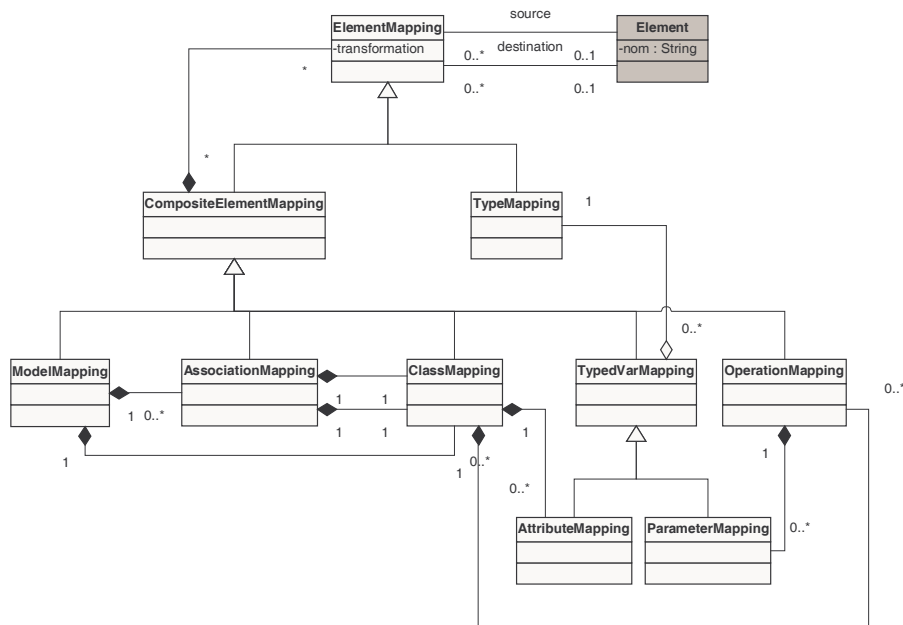 source
ElementMapping
Element
-transformation
0..*
destination
0..1
-nom : String
*
0..*
0..1
*
CompositeElementMapping
TypeMapping
1
0..*
ModelMapping
AssociationMapping
ClassMapping
TypedVarMapping
OperationMapping
0..*
1
1
1
0..*
1
1
1
1
1
1
0..*
1
0..*
0..*
AttributeMapping
ParameterMapping